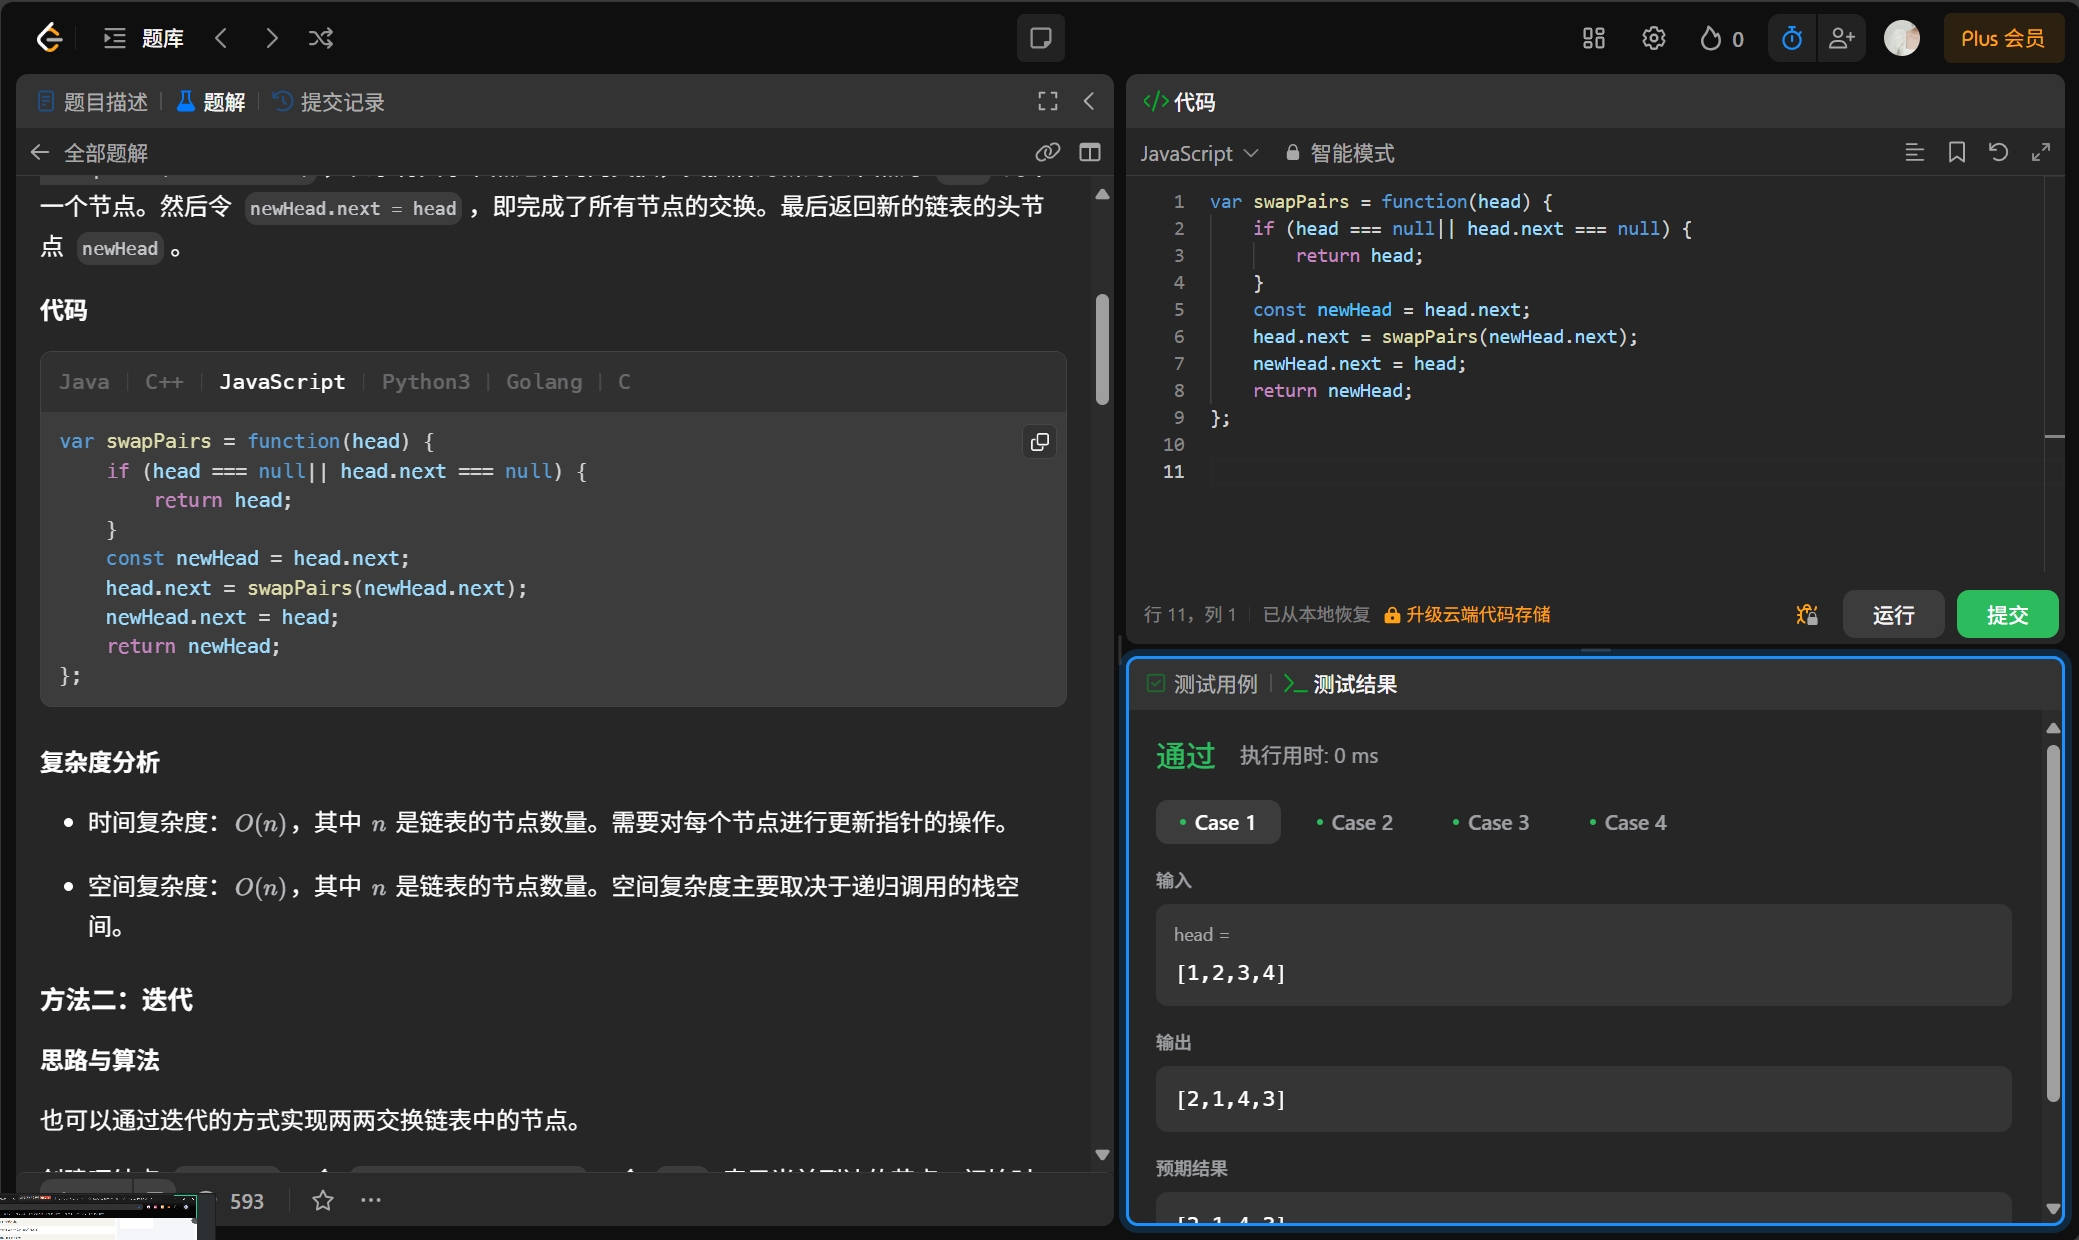 题库
0
Plus 会员
题目描述
题解
提交记录
全部题解
一个节点。然后令 newHead.next = head ，即完成了所有节点的交换。最后返回新的链表的头节
点 newHead 。
代码
Java C++ JavaScript Python3 Golang C
var swapPairs = function(head) {
    if (head === null|| head.next === null) {
        return head;
    }
    const newHead = head.next;
    head.next = swapPairs(newHead.next);
    newHead.next = head;
    return newHead;
};
复杂度分析
• 时间复杂度：O(n)，其中 n 是链表的节点数量。需要对每个节点进行更新指针的操作。
• 空间复杂度：O(n)，其中 n 是链表的节点数量。空间复杂度主要取决于递归调用的栈空
间。
方法二：迭代
思路与算法
也可以通过迭代的方式实现两两交换链表中的节点。
593
代码
JavaScript 智能模式
1 var swapPairs = function(head) {
2     if (head === null|| head.next === null) {
3         return head;
4     }
5     const newHead = head.next;
6     head.next = swapPairs(newHead.next);
7     newHead.next = head;
8     return newHead;
9 };
10
11
行 11，列 1 已从本地恢复 升级云端代码存储
运行
提交
测试用例
测试结果
通过 执行用时: 0 ms
• Case 1 • Case 2 • Case 3 • Case 4
输入
head =
[1,2,3,4]
输出
[2,1,4,3]
预期结果
[2,1,4,3]